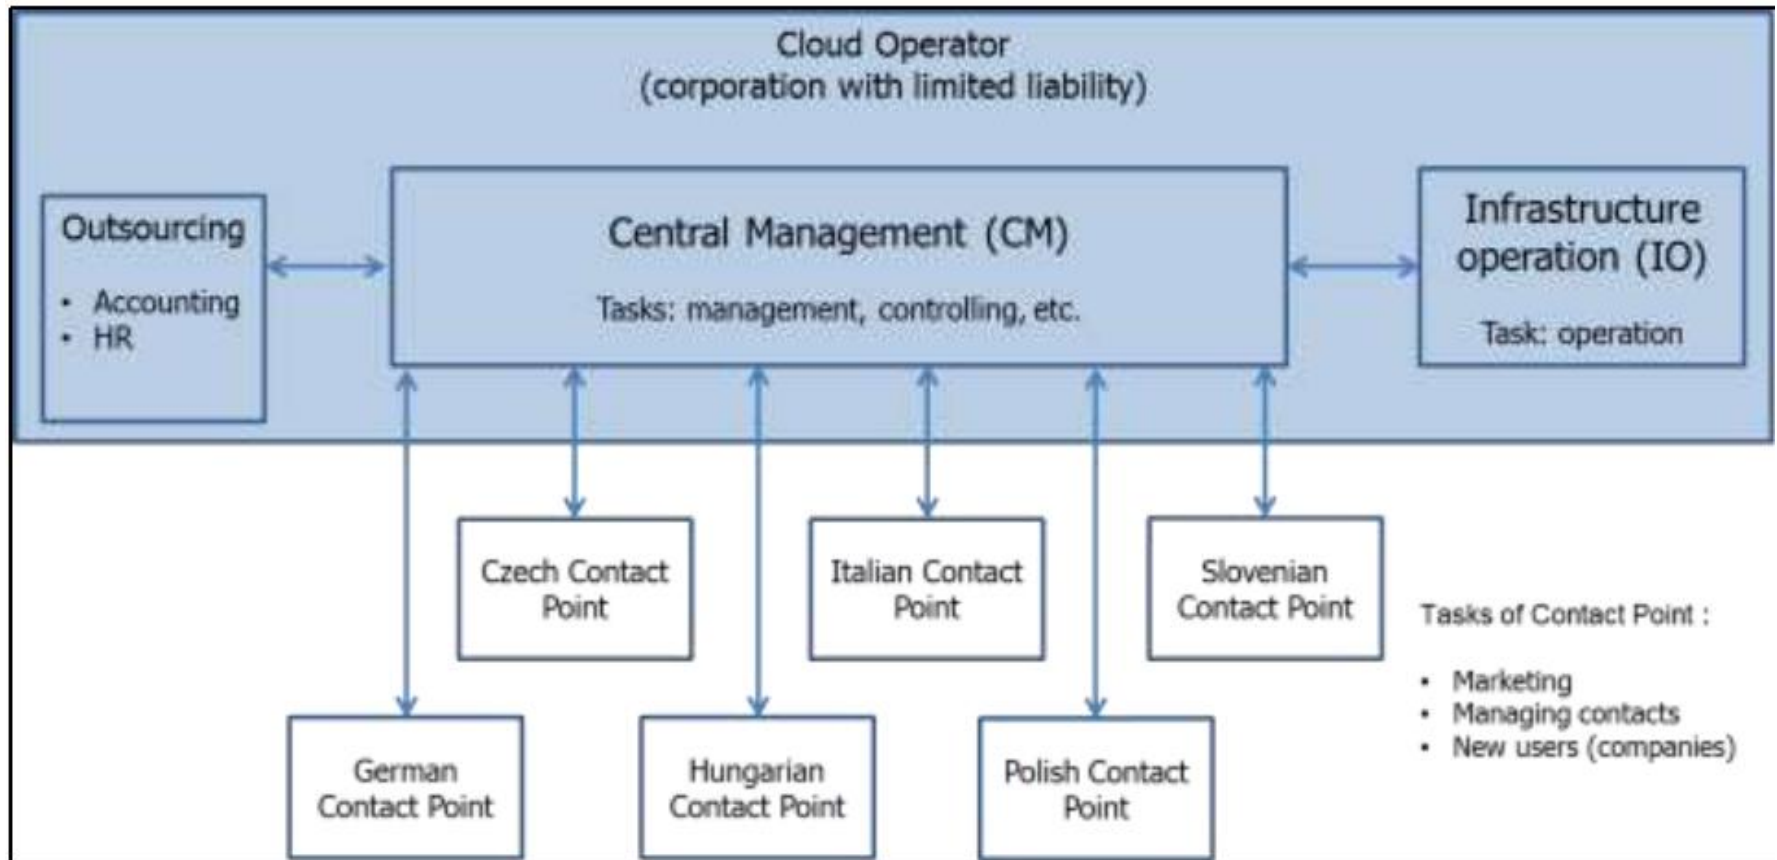 Cloud Operator
(corporation with limited liability)
Outsourcing
• Accounting
• HR
Central Management (CM)
Tasks: management, controlling, etc.
Infrastructure
operation (IO)
Task: operation
Czech Contact
Point
Italian Contact
Point
Slovenian
Contact Point
German
Contact Point
Hungarian
Contact Point
Polish Contact
Point
Tasks of Contact Point :
• Marketing
• Managing contacts
• New users (companies)